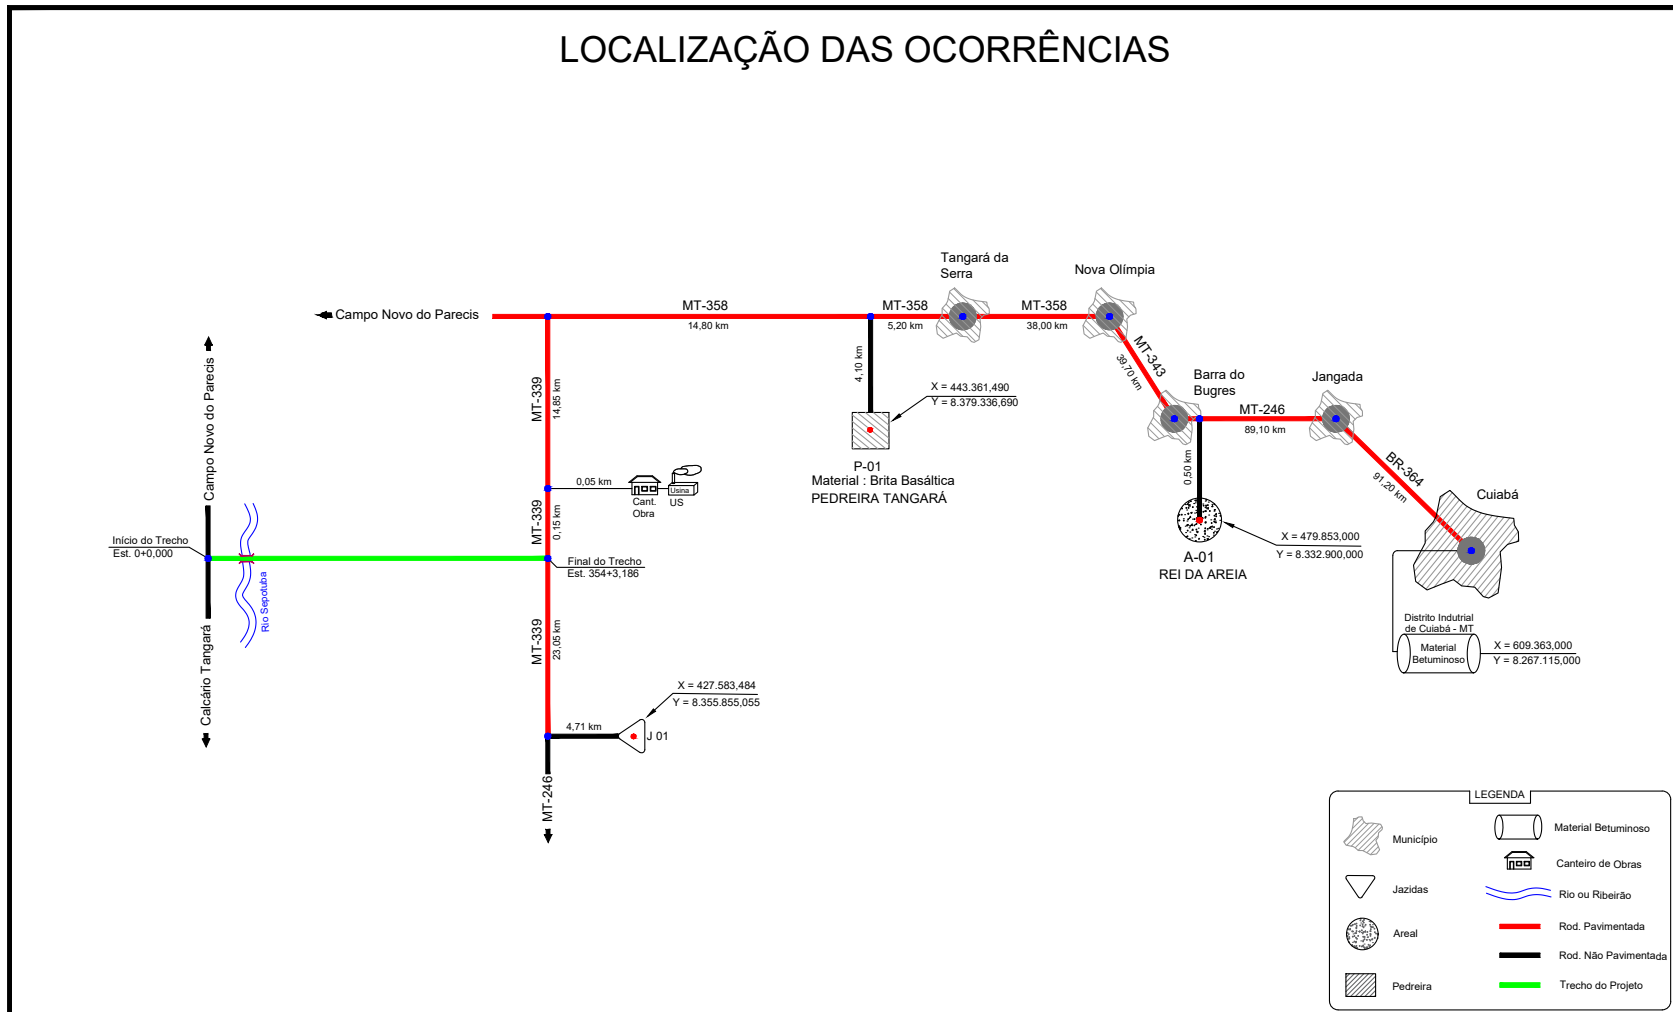 LOCALIZAÇÃO DAS OCORRÊNCIAS
Campo Novo do Parecis
MT-358
14,80 km
MT-358
5,20 km
Tangará da
Serra
MT-358
38,00 km
Nova Olímpia
MT-343
39,70 km
Barra do
Bugres
MT-246
89,10 km
Jangada
BR-364
91,20 km
Cuiabá
Campo Novo do Parecis
MT-339
14,85 km
4,10 km
X = 443.361,490
Y = 8.379.336,690
P-01
Material : Brita Basáltica
PEDREIRA TANGARÁ
0,05 km
Cant.
Obra
Usina
US
MT-339
0,15 km
0,50 km
A-01
REI DA AREIA
X = 479.853,000
Y = 8.332.900,000
Início do Trecho
Est. 0+0,000
Rio Sepotuba
Final do Trecho
Est. 354+3,186
Calcário Tangará
MT-339
23,05 km
Distrito Indutrial
de Cuiabá - MT
Material
Betuminoso
X = 609.363,000
Y = 8.267.115,000
4,71 km
J 01
X = 427.583,484
Y = 8.355.855,055
MT-246
LEGENDA
Município
Jazidas
Areal
Pedreira
Material Betuminoso
Canteiro de Obras
Rio ou Ribeirão
Rod. Pavimentada
Rod. Não Pavimentada
Trecho do Projeto